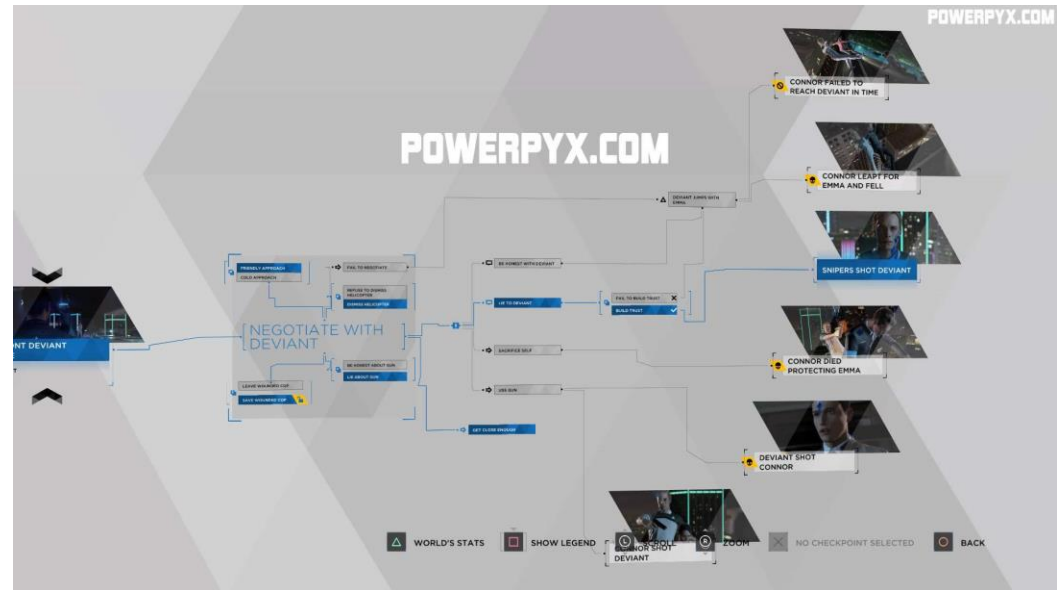 POWERPYX.COM
CONNOR FAILED TO
REACH DEVIANT IN TIME
POWERPYX.COM
CONNOR LEAPT FOR
EMMA AND FELL
DEVIANT JUMPS WITH
EMMA
FRIENDLY APPROACH
COLD APPROACH
FAIL TO NEGOTIATE
BE HONEST WITH DEVIANT
SNIPERS SHOT DEVIANT
REFUSE TO DISMISS
HELICOPTER
DISMISS HELICOPTER
LIE TO DEVIANT
FAIL TO BUILD TRUST
BUILD TRUST
NEGOTIATE WITH
DEVIANT
NT DEVIANT
T
SACRIFICE SELF
CONNOR DIED
PROTECTING EMMA
BE HONEST ABOUT GUN
LIE ABOUT GUN
LEAVE WOUNDED COP
SAVE WOUNDED COP
USE GUN
GET CLOSE ENOUGH
DEVIANT SHOT
CONNOR
WORLD'S STATS
SHOW LEGEND
L
SCROLL
R
ZOOM
NO CHECKPOINT SELECTED
BACK
CONNOR SHOT
DEVIANT